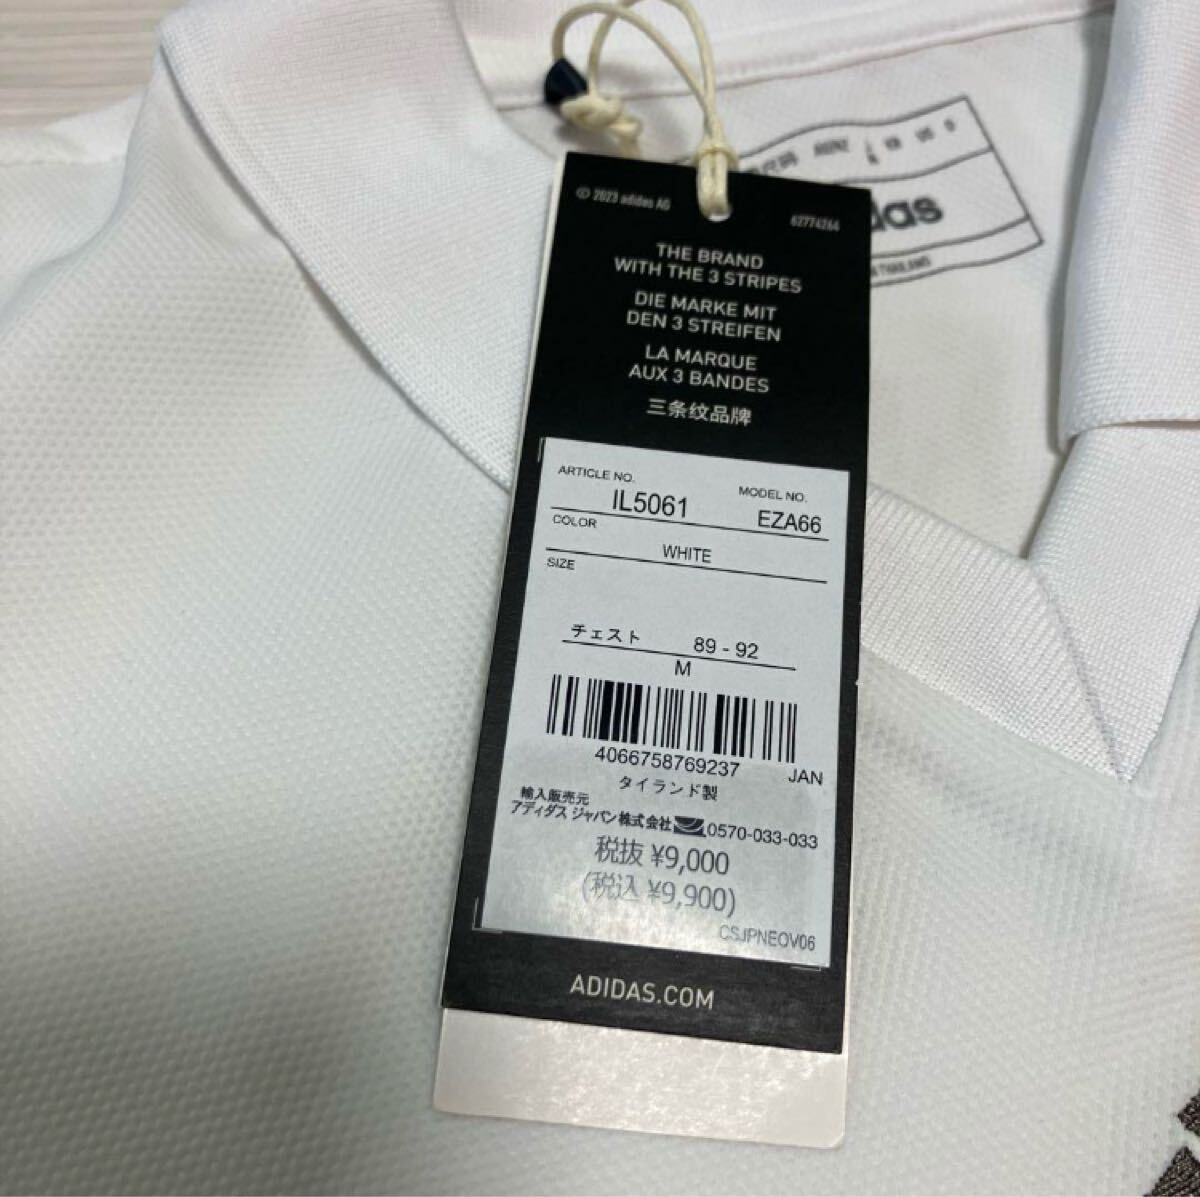 © 2023 adidas AG
62774264
THE BRAND
WITH THE 3 STRIPES
DIE MARKE MIT
DEN 3 STREIFEN
LA MARQUE
AUX 3 BANDES
三条纹品牌
ARTICLE NO.
IL5061
MODEL NO.
EZA66
COLOR
WHITE
SIZE
チェスト 89 - 92
M
4066758769237 JAN
タイランド製
輸入販売元
アディダス ジャパン株式会社 0570-033-033
税抜 ¥9,000
(税込 ¥9,900)
CSJPNEOV06
ADIDAS.COM
das
THAILAND